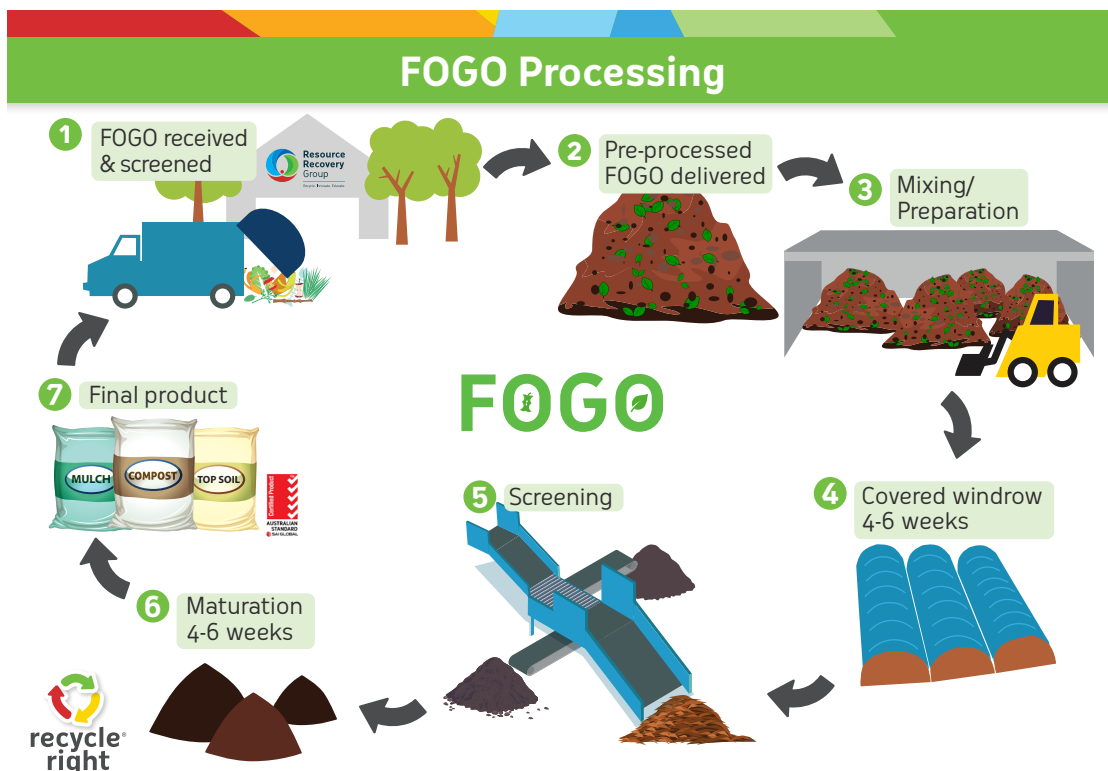 FOGO Processing
1
FOGO received
& screened
Resource
Recovery
Group
2
Pre-processed
FOGO delivered
3
Mixing/
Preparation
4
Covered windrow
4-6 weeks
5
Screening
6
Maturation
4-6 weeks
7
Final product
MULCH
COMPOST
TOP SOIL
Certified Product
AUSTRALIAN
STANDARD
SAI GLOBAL
FOGO
recycle®
right